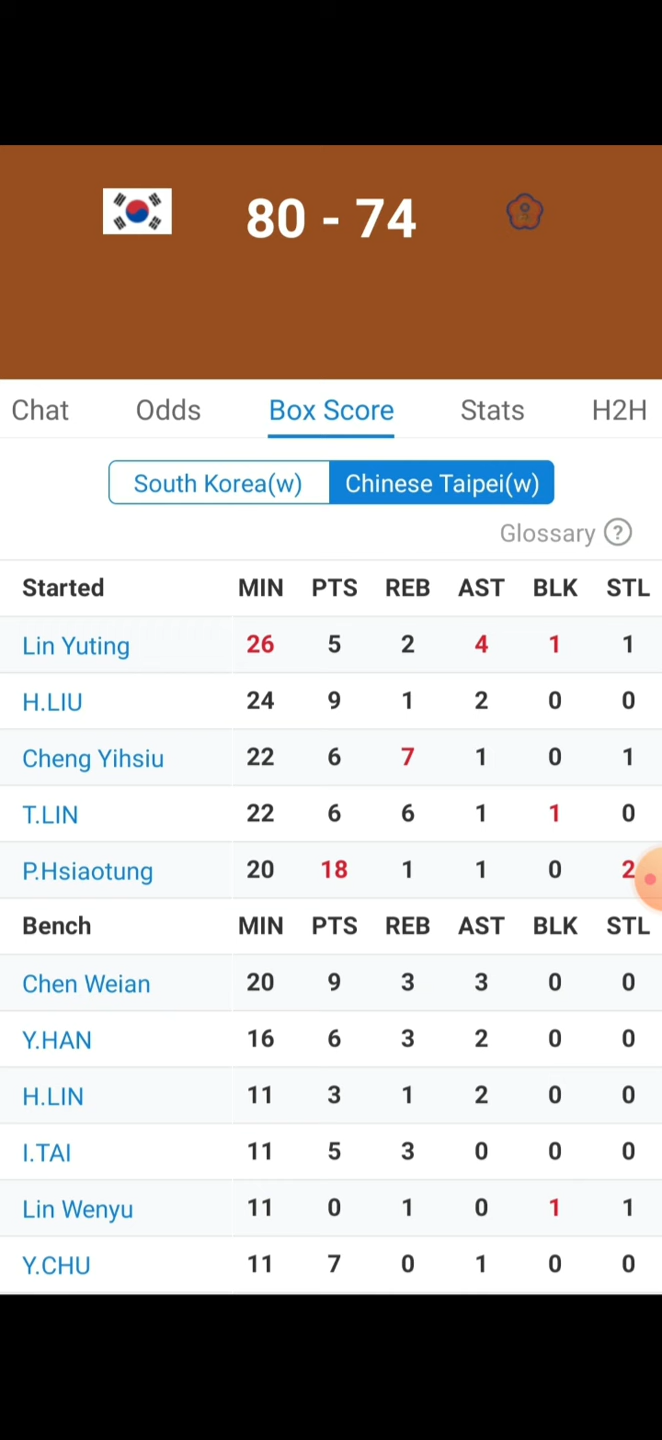 80 - 74
Chat Odds Box Score Stats H2H
South Korea(w) Chinese Taipei(w)
Glossary ?
Started MIN PTS REB AST BLK STL
Lin Yuting 26 5 2 4 1 1
H.LIU 24 9 1 2 0 0
Cheng Yihsiu 22 6 7 1 0 1
T.LIN 22 6 6 1 1 0
P.Hsiaotung 20 18 1 1 0 2
Bench MIN PTS REB AST BLK STL
Chen Weian 20 9 3 3 0 0
Y.HAN 16 6 3 2 0 0
H.LIN 11 3 1 2 0 0
I.TAI 11 5 3 0 0 0
Lin Wenyu 11 0 1 0 1 1
Y.CHU 11 7 0 1 0 0